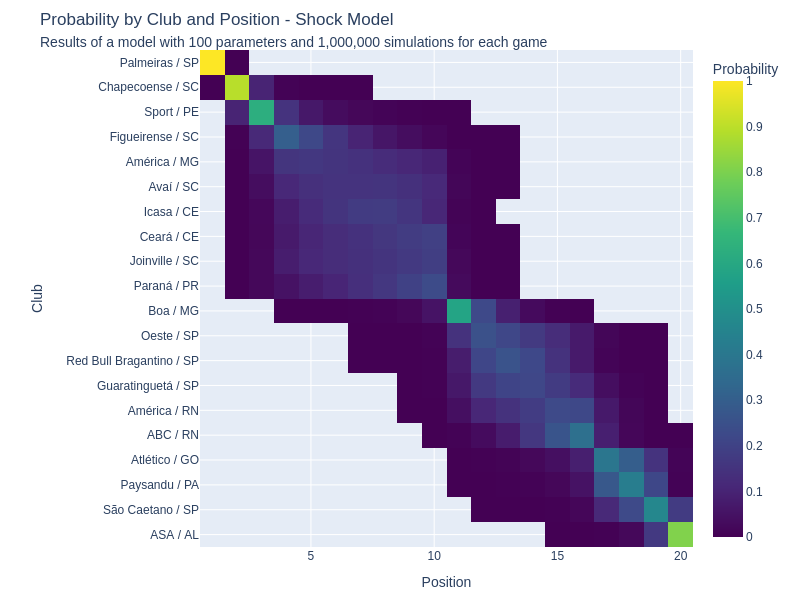 Probability by Club and Position - Shock Model
Results of a model with 100 parameters and 1,000,000 simulations for each game
Palmeiras / SP
Chapecoense / SC
Sport / PE
Figueirense / SC
América / MG
Avaí / SC
Icasa / CE
Ceará / CE
Joinville / SC
Paraná / PR
Boa / MG
Oeste / SP
Red Bull Bragantino / SP
Guaratinguetá / SP
América / RN
ABC / RN
Atlético / GO
Paysandu / PA
São Caetano / SP
ASA / AL
Club
5
10
15
20
Position
Probability
1
0.9
0.8
0.7
0.6
0.5
0.4
0.3
0.2
0.1
0